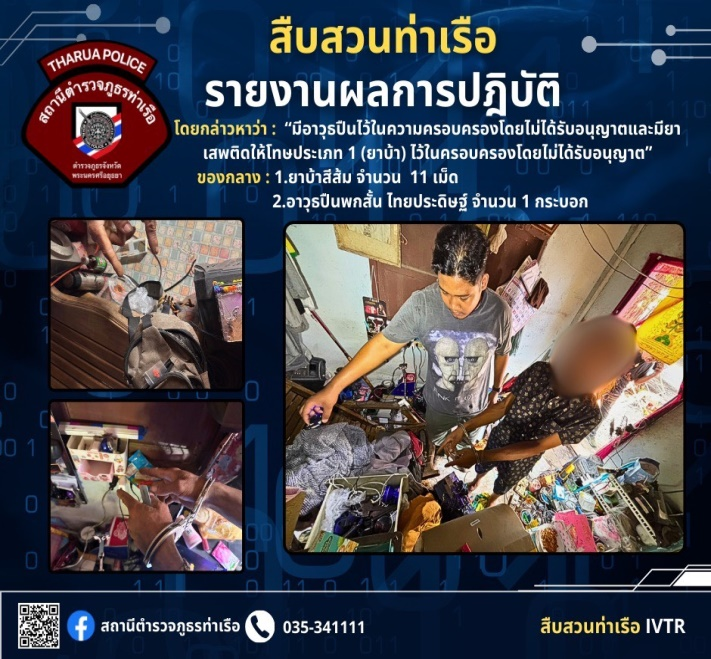 สืบสวนท่าเรือ
THARUA POLICE
สถานีตำรวจภูธรท่าเรือ
ตำรวจภูธรจังหวัด
พระนครศรีอยุธยา
รายงานผลการปฏิบัติ
โดยกล่าวหาว่า : “มีอาวุธปืนไว้ในความครอบครองโดยไม่ได้รับอนุญาตและมียา
เสพติดให้โทษประเภท 1 (ยาบ้า) ไว้ในครอบครองโดยไม่ได้รับอนุญาต”
ของกลาง : 1.ยาบ้าสีส้ม จำนวน 11 เม็ด
2.อาวุธปืนพกสั้น ไทยประดิษฐ์ จำนวน 1 กระบอก
สถานีตำรวจภูธรท่าเรือ 035-341111
สืบสวนท่าเรือ IVTR